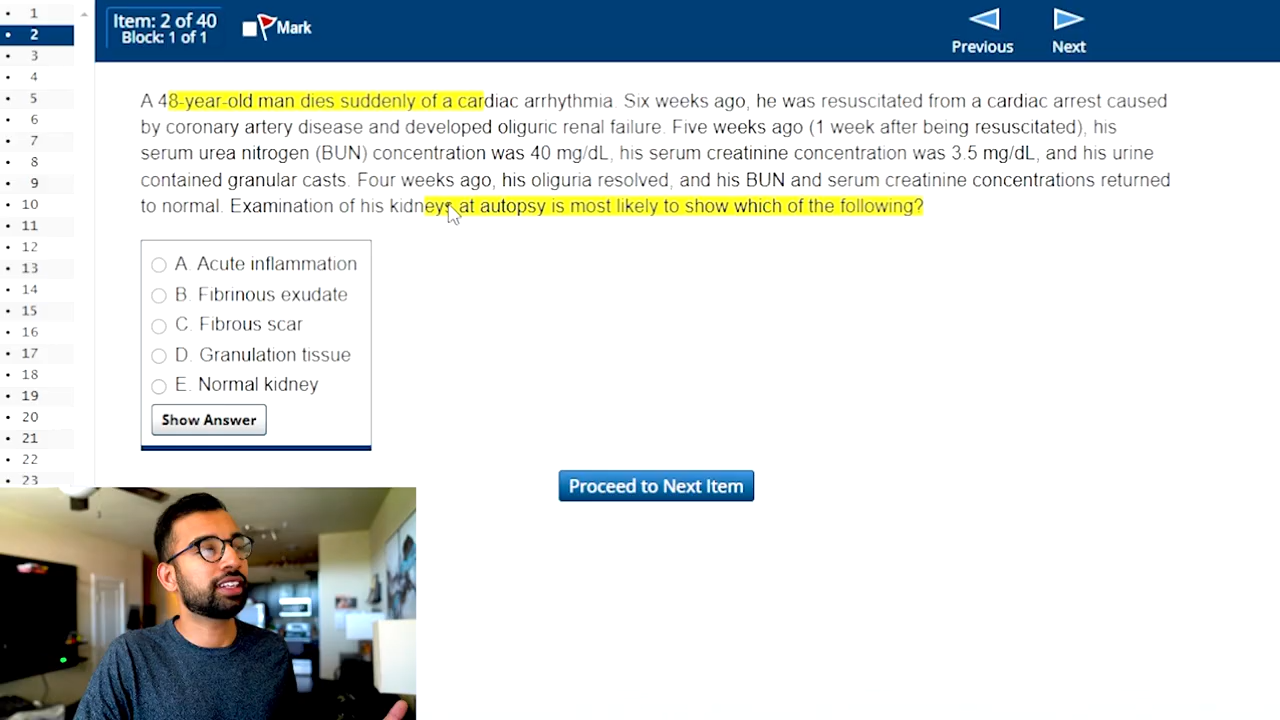 1
2
3
4
5
6
7
8
9
10
11
12
13
14
15
16
17
18
19
20
21
22
23
Item: 2 of 40
Block: 1 of 1
Mark
Previous
Next
A 48-year-old man dies suddenly of a cardiac arrhythmia. Six weeks ago, he was resuscitated from a cardiac arrest caused
by coronary artery disease and developed oliguric renal failure. Five weeks ago (1 week after being resuscitated), his
serum urea nitrogen (BUN) concentration was 40 mg/dL, his serum creatinine concentration was 3.5 mg/dL, and his urine
contained granular casts. Four weeks ago, his oliguria resolved, and his BUN and serum creatinine concentrations returned
to normal. Examination of his kidneys at autopsy is most likely to show which of the following?
A. Acute inflammation
B. Fibrinous exudate
C. Fibrous scar
D. Granulation tissue
E. Normal kidney
Show Answer
Proceed to Next Item